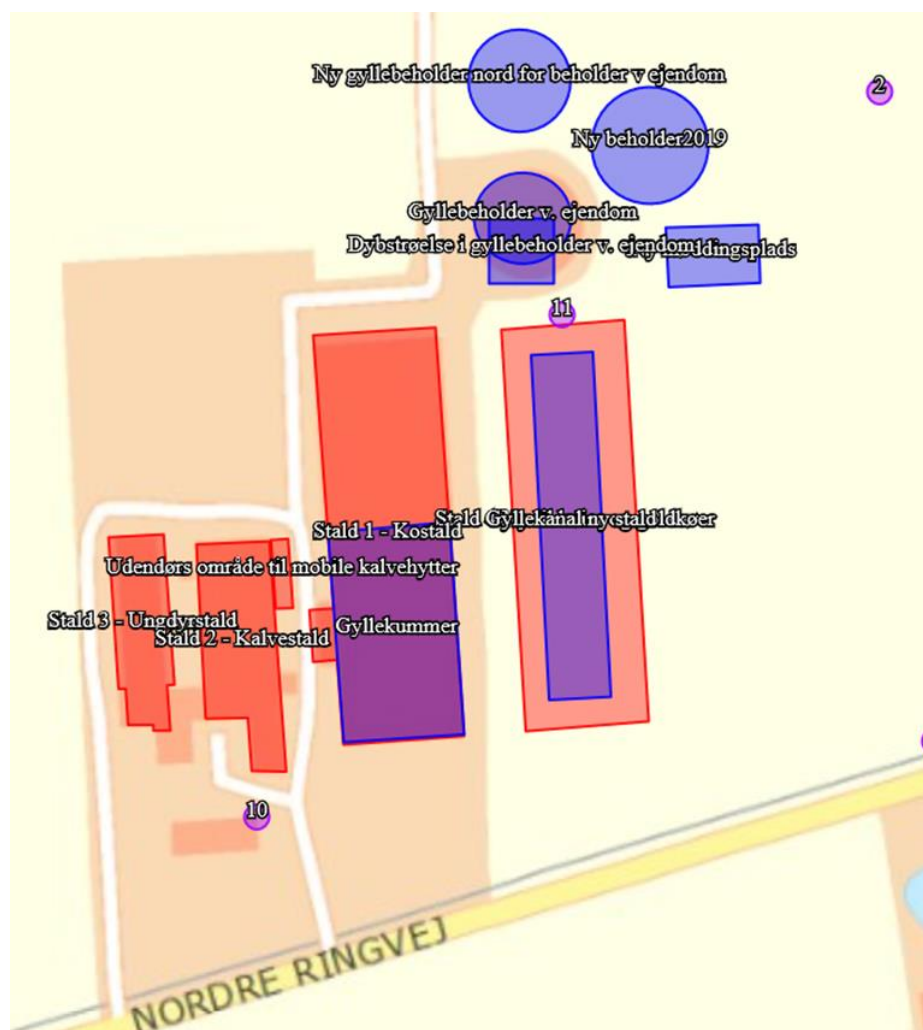 Ny gyllebeholder nord for beholder v ejendom
2
Ny beholder2019
Gyllebeholder v. ejendom
Dybstrøelse i gyllebeholder v. ejendom
11
Stald 1 - Kostald
Stald
Udendørs område til mobile kalvehytter
Stald 3 - Ungdyrstald
Gyllekummer
Stald 2 - Kalvestald
10
NORDRE RINGVEJ